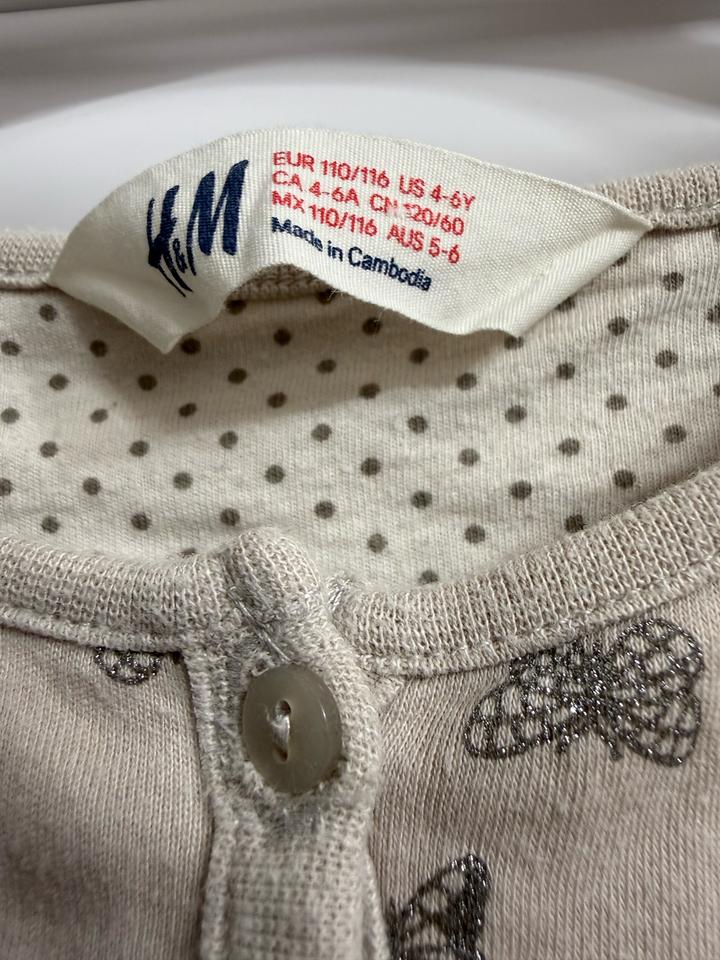 H&M
EUR 110/116 US 4-6Y
CA 4-6A CN 120/60
MX 110/116 AUS 5-6
Made in Cambodia